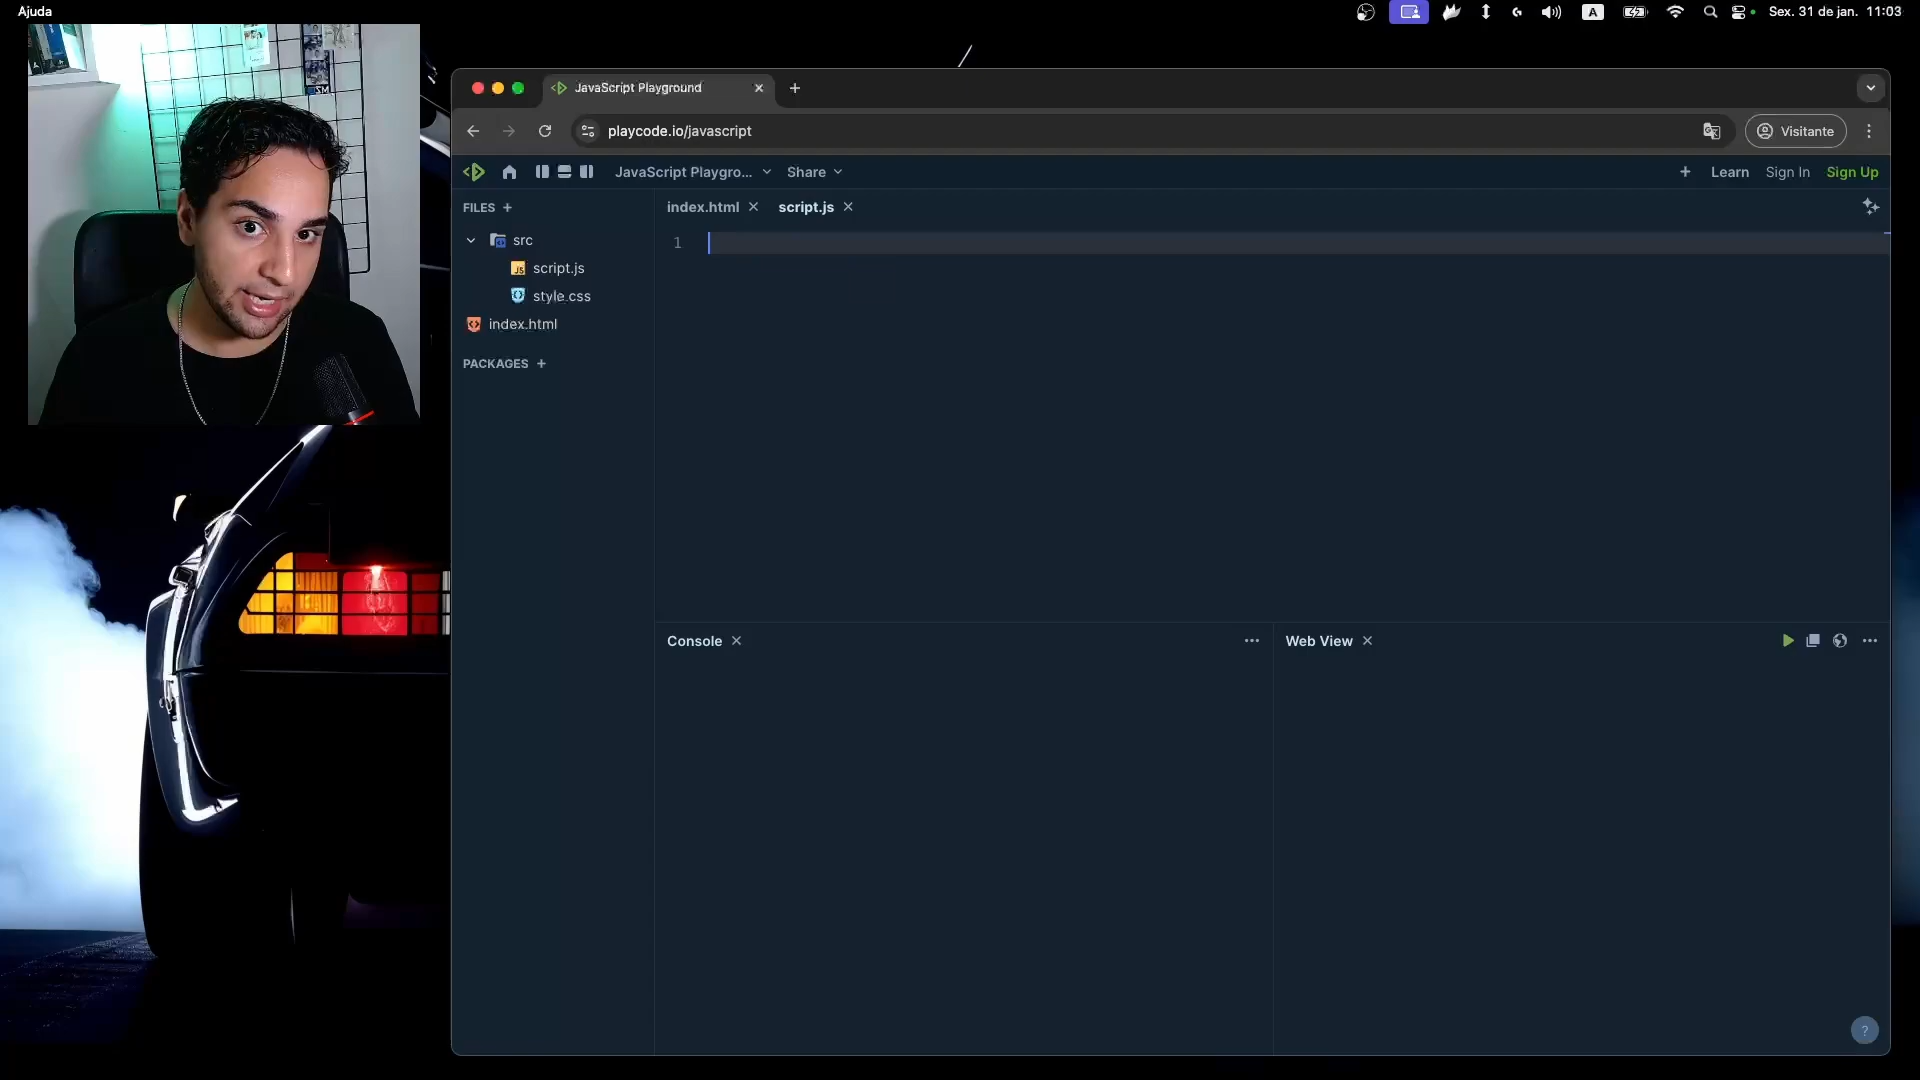 Ajuda
A
Sex. 31 de jan. 11:03
SM
JavaScript Playground
playcode.io/javascript
Visitante
JavaScript Playgro...
Share
Learn
Sign In
Sign Up
FILES
index.html
script.js
src
1
script.js
style.css
index.html
PACKAGES
Console
Web View
?